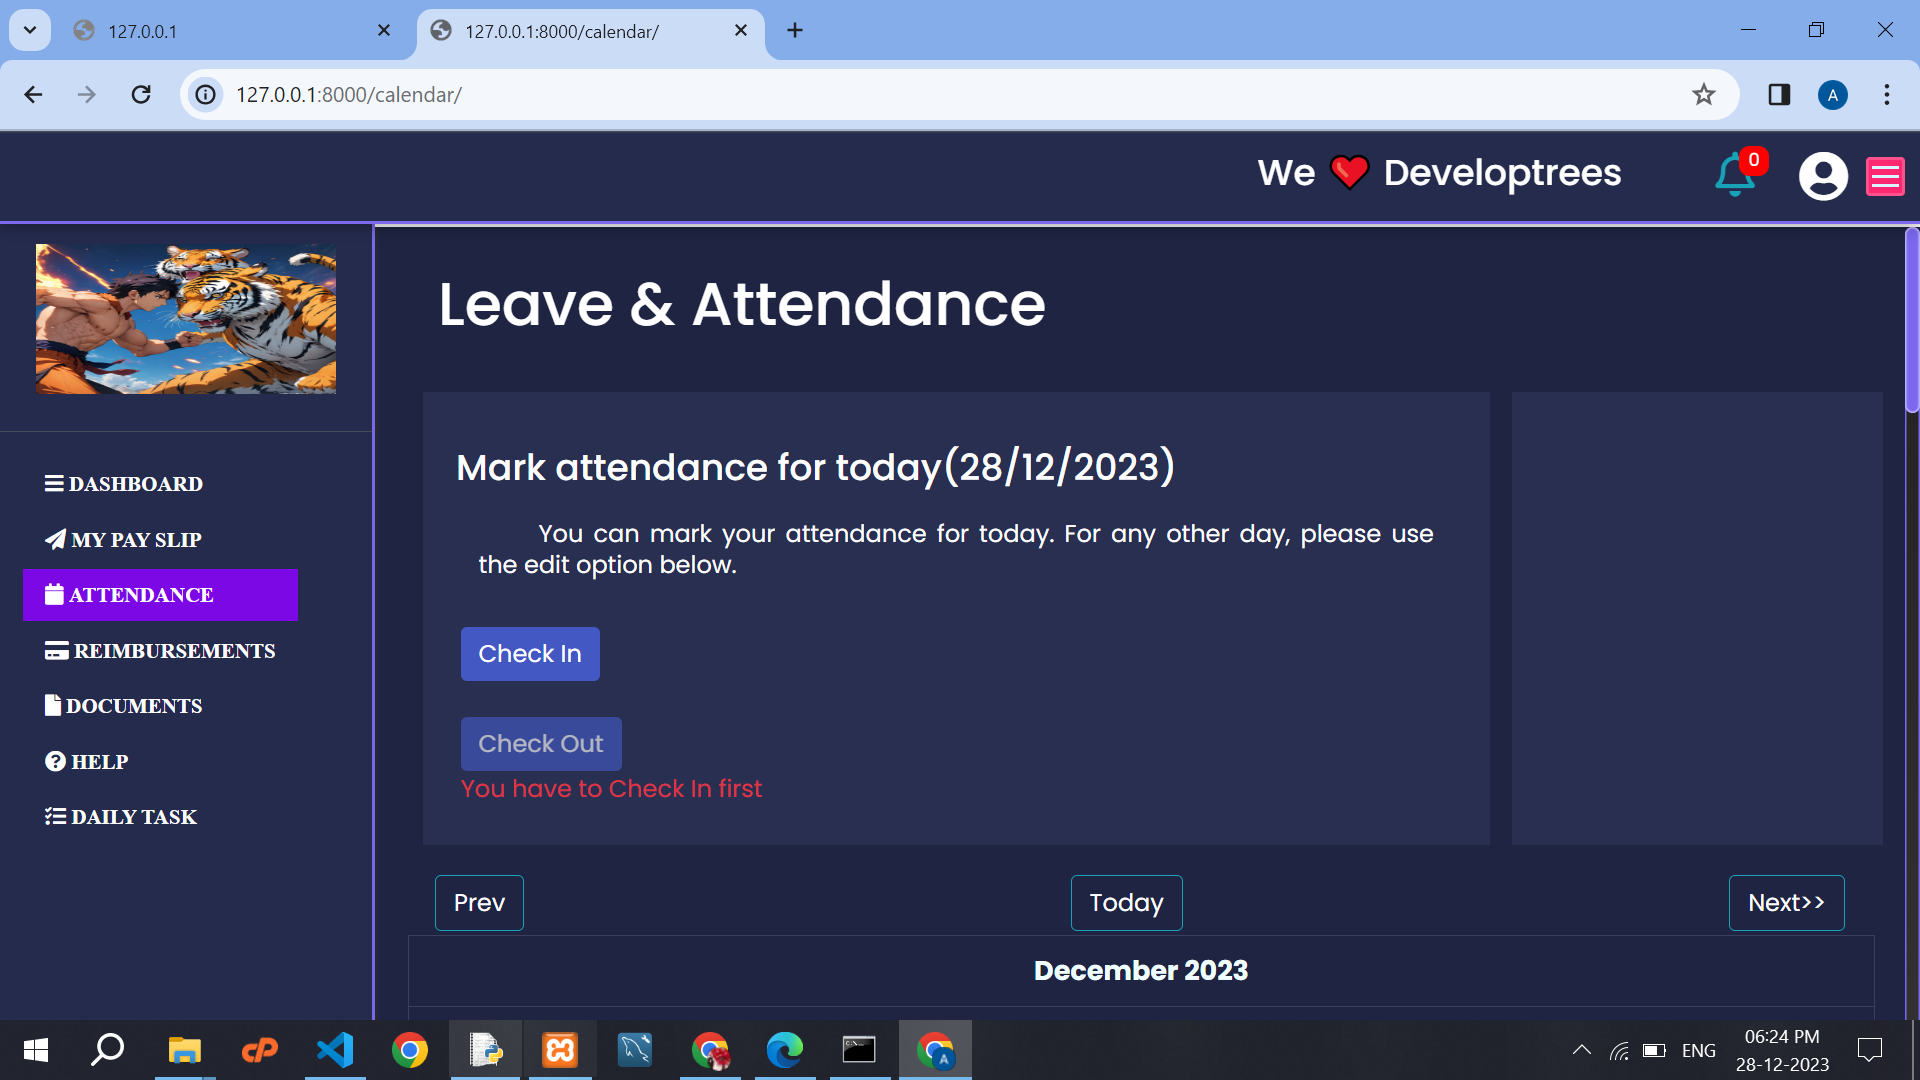 127.0.0.1
127.0.0.1:8000/calendar/
127.0.0.1:8000/calendar/
A
We ❤ Developtrees
0
Leave & Attendance
Mark attendance for today(28/12/2023)
You can mark your attendance for today. For any other day, please use
the edit option below.
Check In
Check Out
You have to Check In first
DASHBOARD
MY PAY SLIP
ATTENDANCE
REIMBURSEMENTS
DOCUMENTS
HELP
DAILY TASK
Prev
Today
Next>>
December 2023
ENG
06:24 PM
28-12-2023